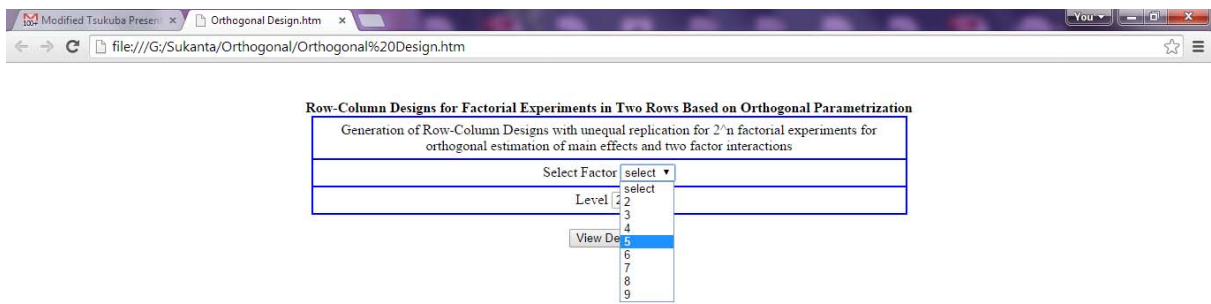 100+ Modified Tsukuba Present × Orthogonal Design.htm ×
You
file:///G:/Sukanta/Orthogonal/Orthogonal%20Design.htm
Row-Column Designs for Factorial Experiments in Two Rows Based on Orthogonal Parametrization
Generation of Row-Column Designs with unequal replication for 2^n factorial experiments for
orthogonal estimation of main effects and two factor interactions
Select Factor select ▼
select
Level 2
2
3
4
View De
5
6
7
8
9